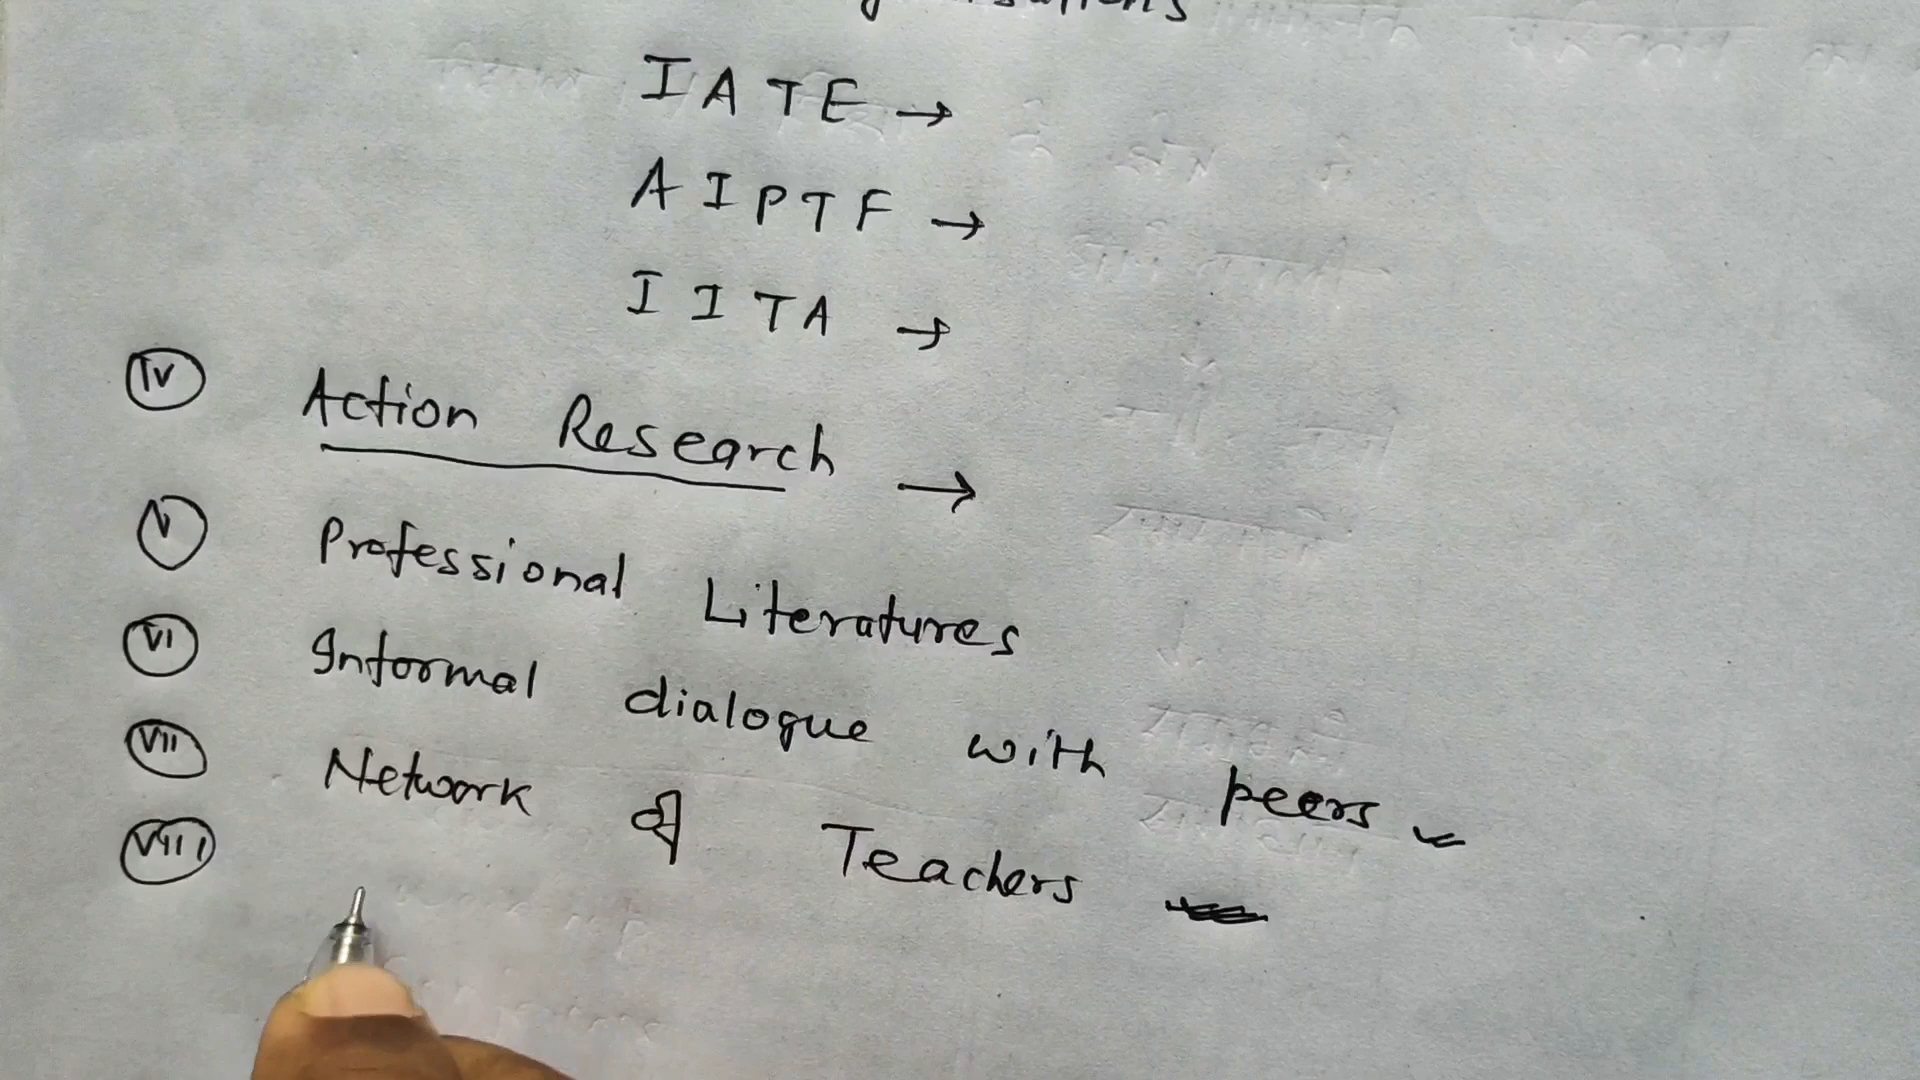 IATE →
AIPTF →
IITA →
IV Action Research →
V Professional Literatures
VI Informal dialogue with peers
VII Network of Teachers
VIII